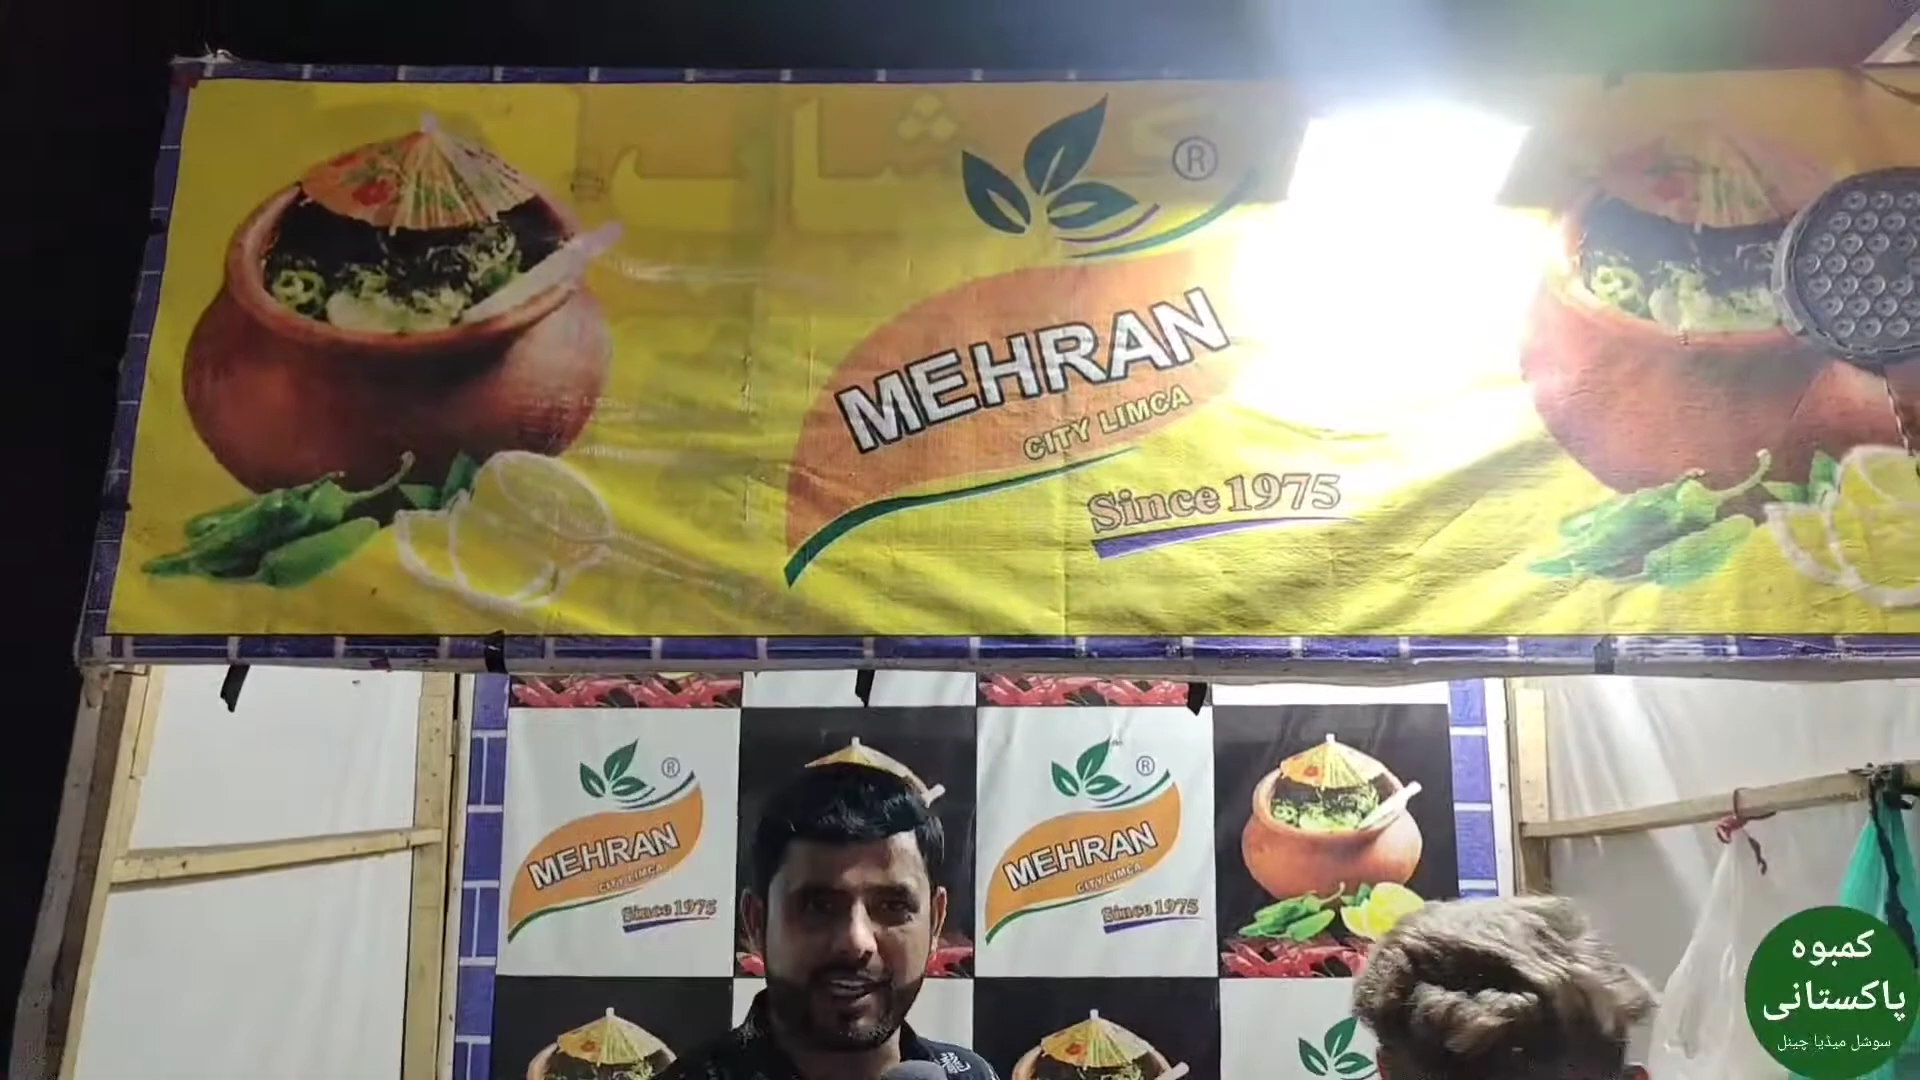 ®
MEHRAN
CITY LIMCA
Since 1975
®
MEHRAN
CITY LIMCA
Since 1975
®
MEHRAN
CITY LIMCA
Since 1975
کمبوہ
پاکستانی
سوشل میڈیا چینل